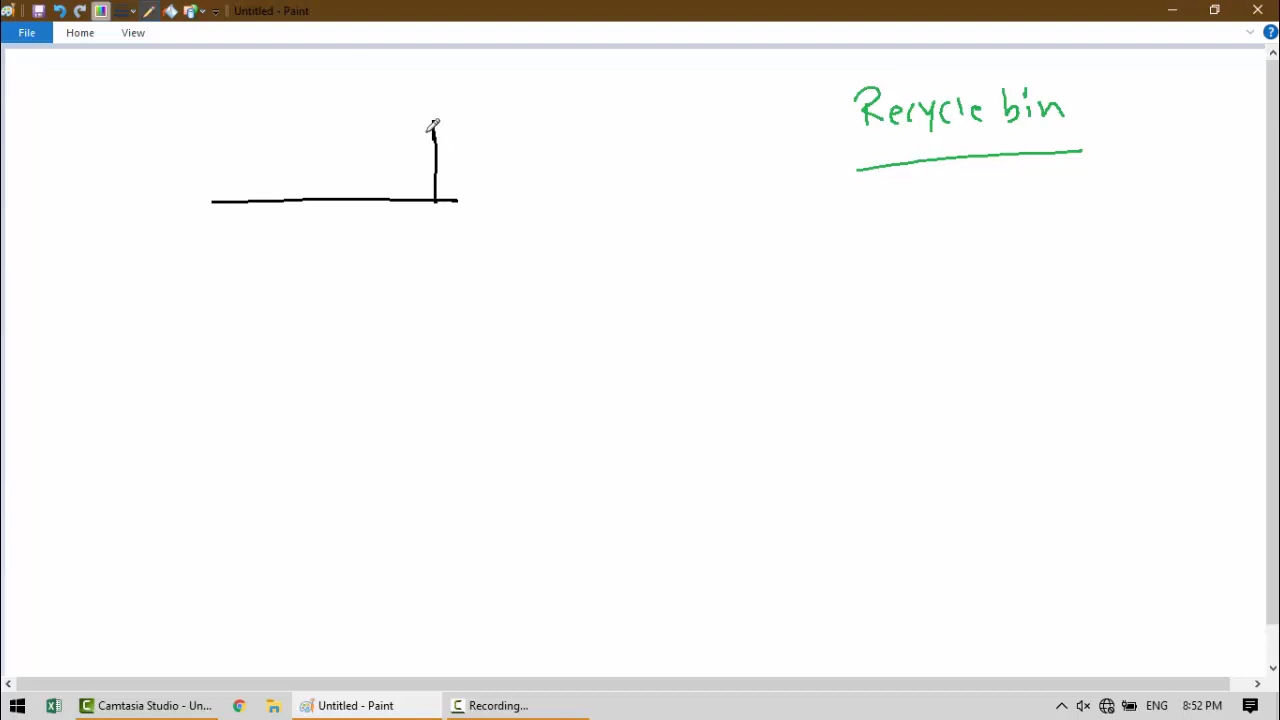 Untitled - Paint
File Home View
Recycle bin
Camtasia Studio - Un... Untitled - Paint Recording... ENG 8:52 PM